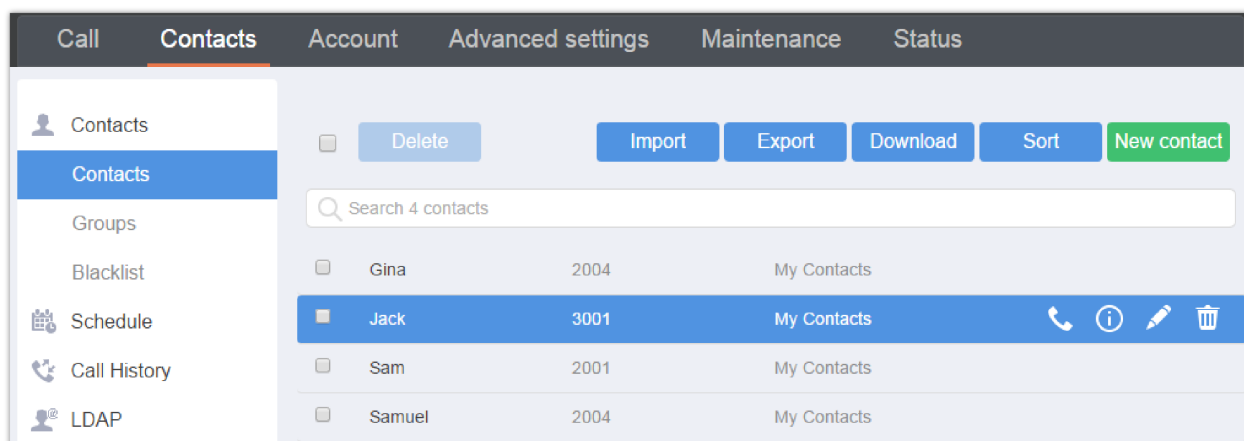 Call Contacts Account Advanced settings Maintenance Status
Contacts
Contacts
Groups
Blacklist
Schedule
Call History
LDAP
Delete Import Export Download Sort New contact
Search 4 contacts
Gina 2004 My Contacts
Jack 3001 My Contacts
Sam 2001 My Contacts
Samuel 2004 My Contacts